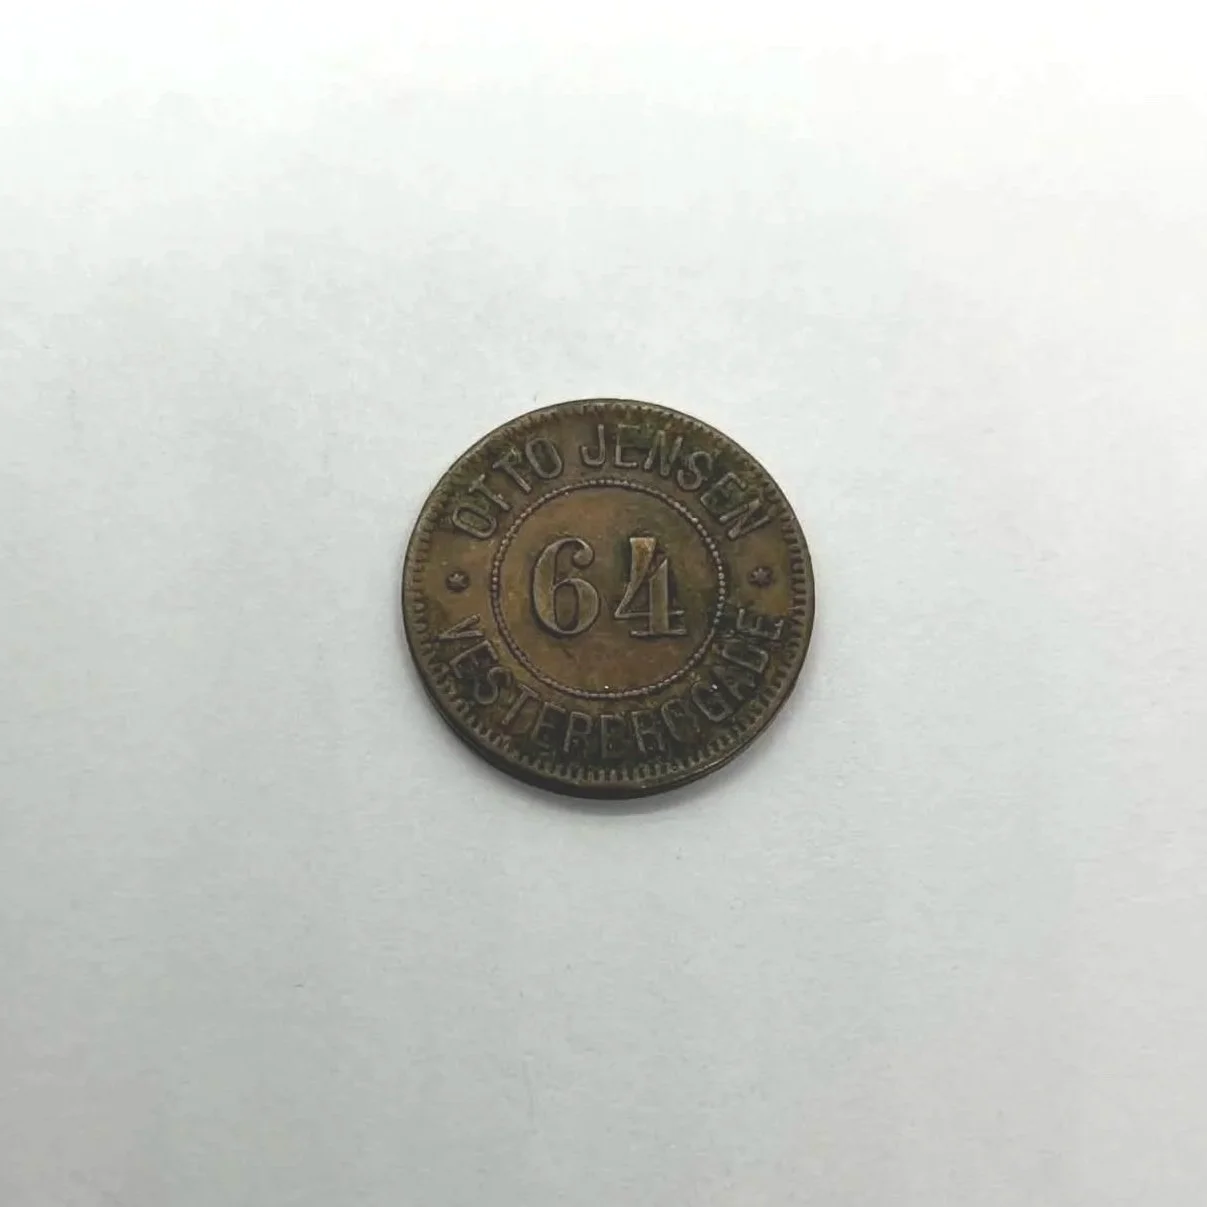 OTTO JENSEN
64
VESTERBROGADE